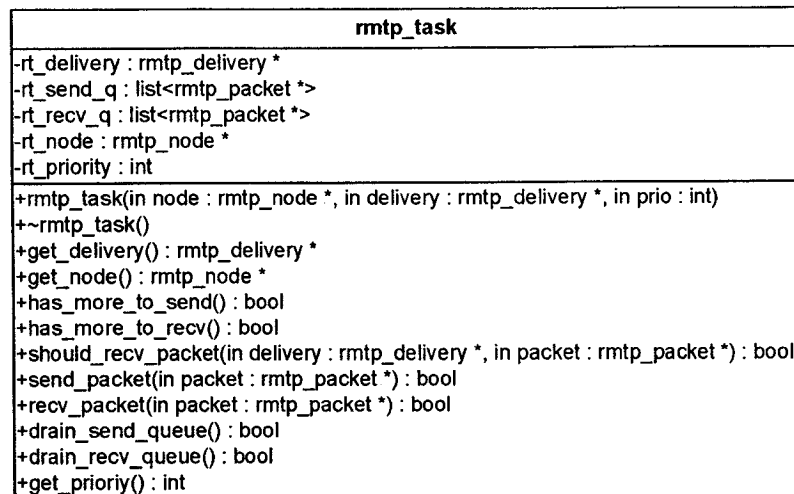 rmtp_task
-rt_delivery : rmtp_delivery *
-rt_send_q : list<rmtp_packet *>
-rt_recv_q : list<rmtp_packet *>
-rt_node : rmtp_node *
-rt_priority : int
+rmtp_task(in node : rmtp_node *, in delivery : rmtp_delivery *, in prio : int)
+~rmtp_task()
+get_delivery() : rmtp_delivery *
+get_node() : rmtp_node *
+has_more_to_send() : bool
+has_more_to_recv() : bool
+should_recv_packet(in delivery : rmtp_delivery *, in packet : rmtp_packet *) : bool
+send_packet(in packet : rmtp_packet *) : bool
+recv_packet(in packet : rmtp_packet *) : bool
+drain_send_queue() : bool
+drain_recv_queue() : bool
+get_prioriy() : int